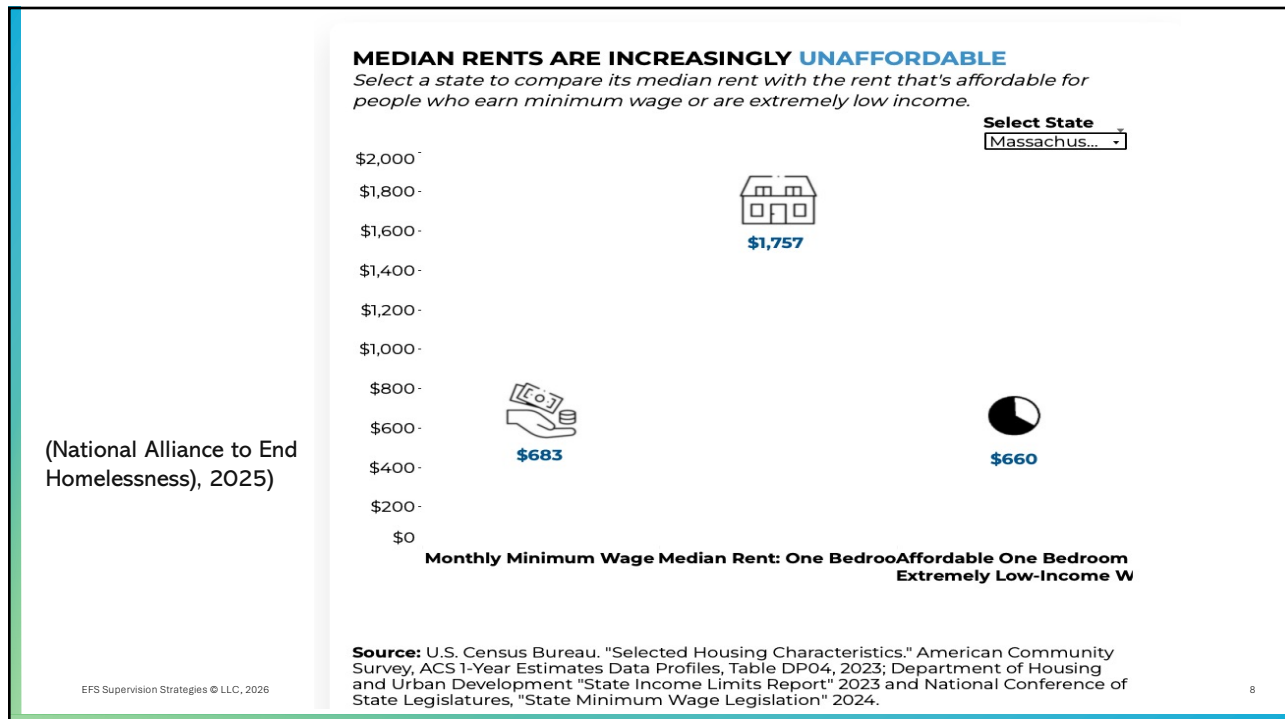 MEDIAN RENTS ARE INCREASINGLY UNAFFORDABLE
Select a state to compare its median rent with the rent that's affordable for
people who earn minimum wage or are extremely low income.
Select State
Massachus...
$2,000
$1,800
$1,600
$1,400
$1,200
$1,000
$800
$600
$400
$200
$0
$1,757
$683
$660
Monthly Minimum Wage Median Rent: One Bedroo Affordable One Bedroom
Extremely Low-Income W
(National Alliance to End
Homelessness), 2025)
Source: U.S. Census Bureau. "Selected Housing Characteristics." American Community
Survey, ACS 1-Year Estimates Data Profiles, Table DP04, 2023; Department of Housing
and Urban Development "State Income Limits Report" 2023 and National Conference of
State Legislatures, "State Minimum Wage Legislation" 2024.
EFS Supervision Strategies © LLC, 2026
8